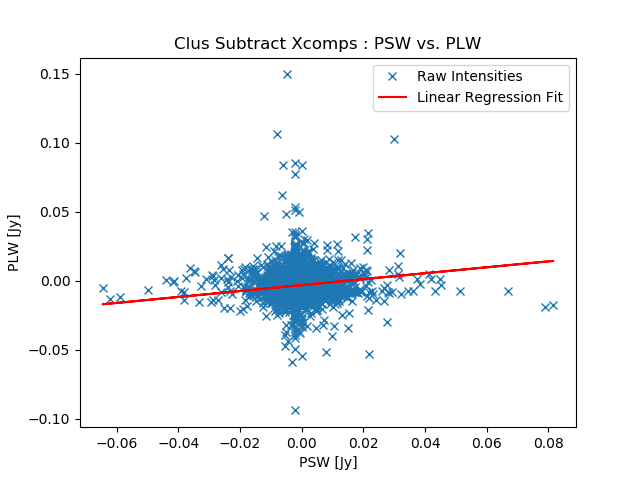 Clus Subtract Xcomps : PSW vs. PLW
Raw Intensities
Linear Regression Fit
PLW [Jy]
0.15
0.10
0.05
0.00
−0.05
−0.10
−0.06 −0.04 −0.02 0.00 0.02 0.04 0.06 0.08
PSW [Jy]